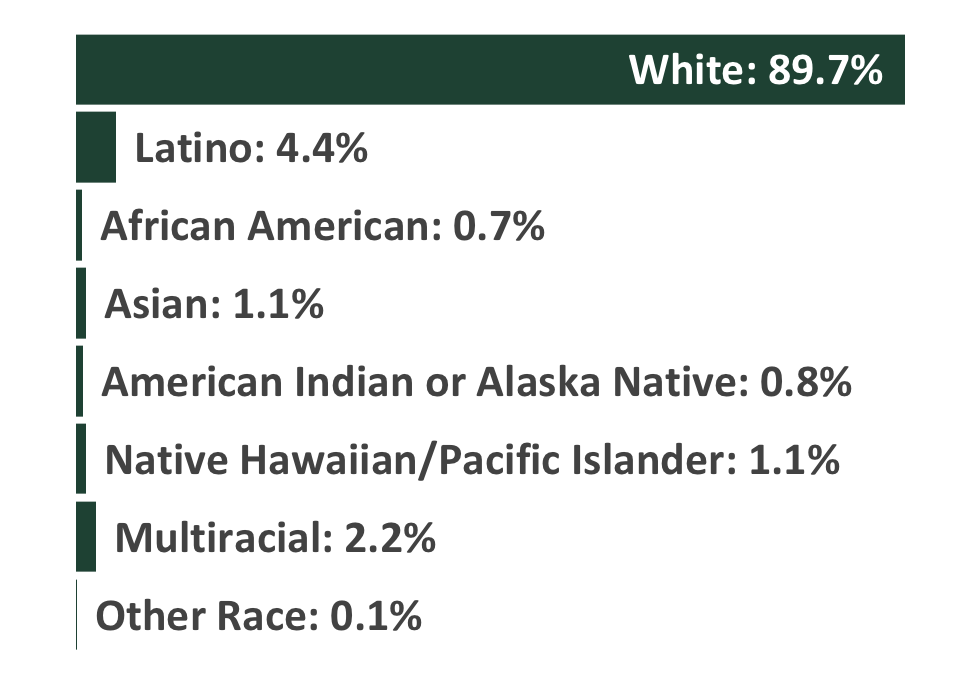 White: 89.7%
Latino: 4.4%
African American: 0.7%
Asian: 1.1%
American Indian or Alaska Native: 0.8%
Native Hawaiian/Pacific Islander: 1.1%
Multiracial: 2.2%
Other Race: 0.1%